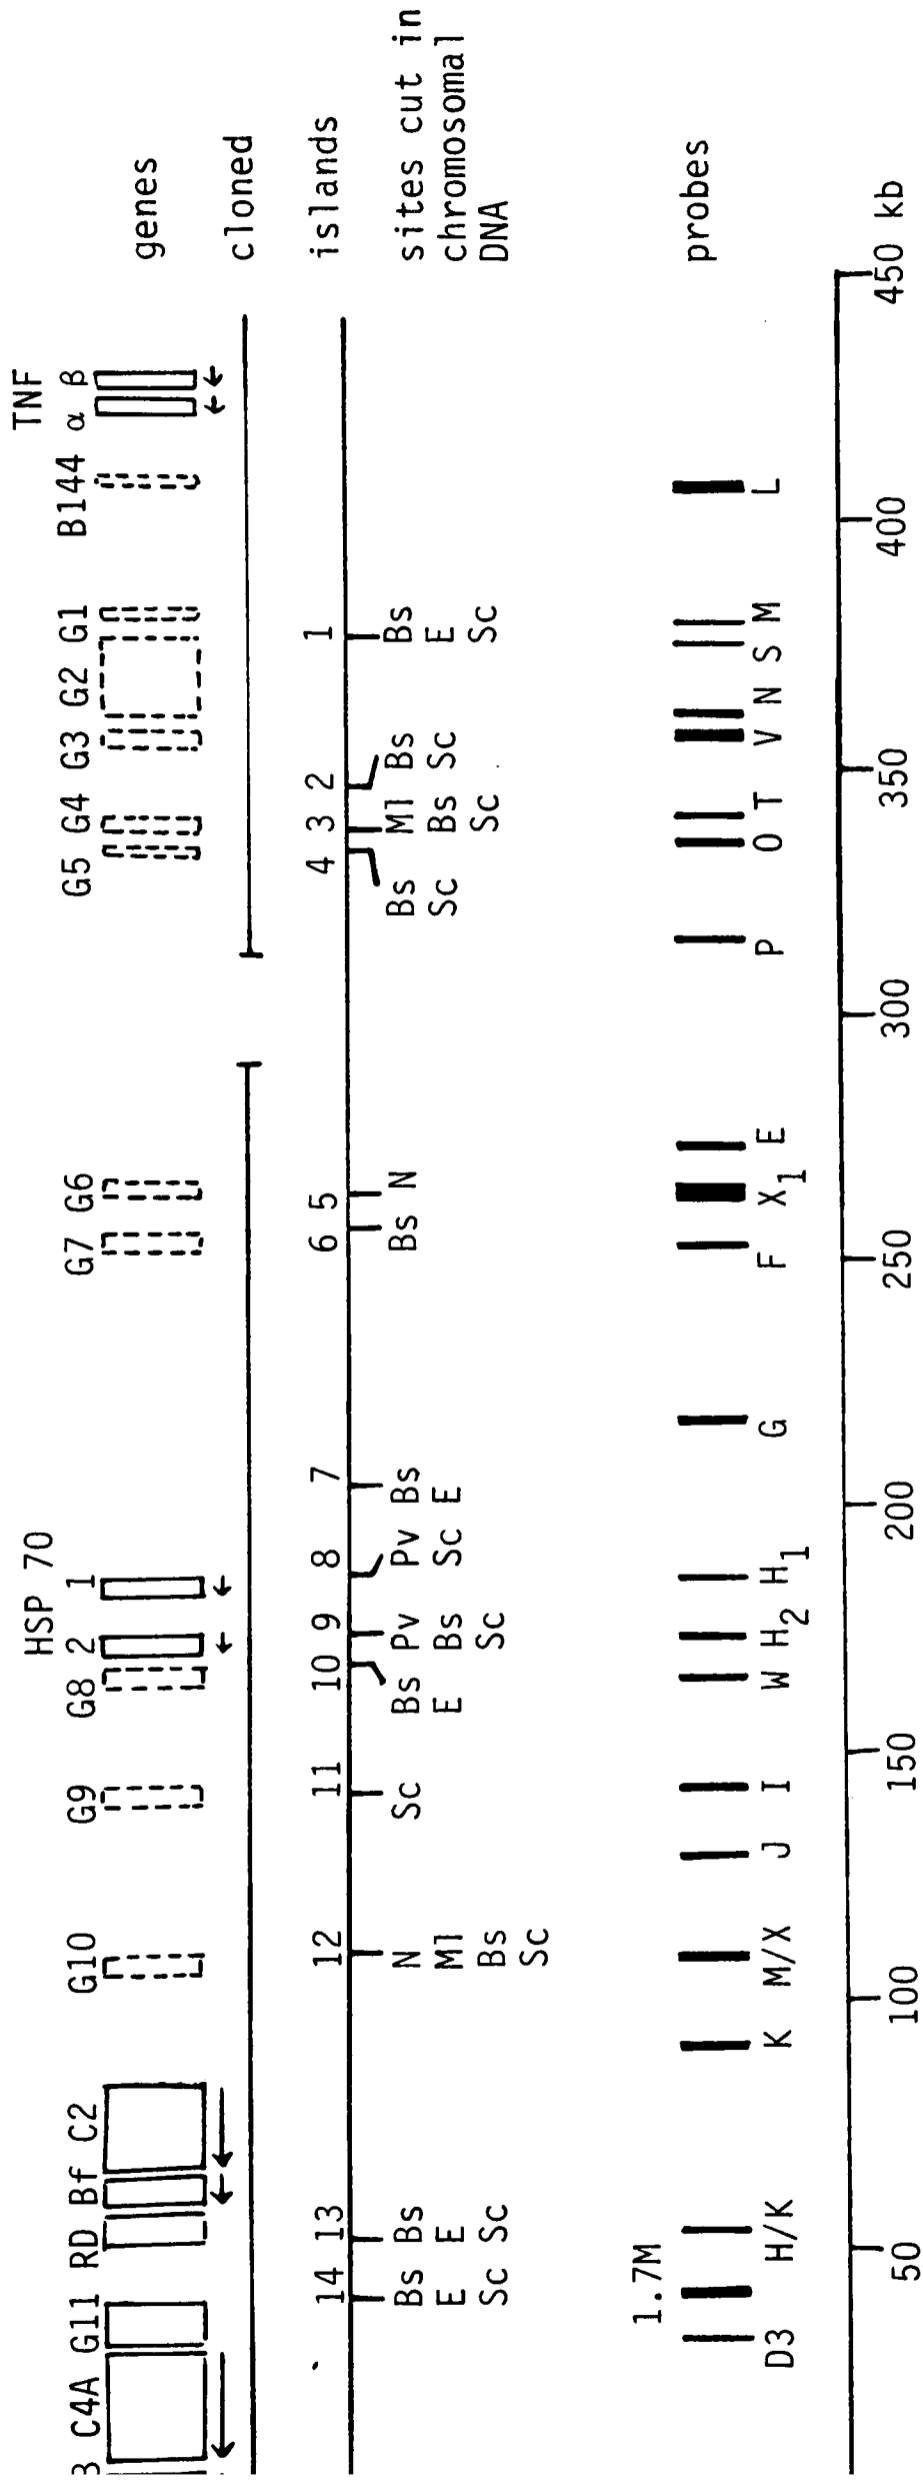 HSP 70
TNF
B C4A G11 RD Bf C2 G10 G9 G8 2 1 G7 G6 G5 G4 G3 G2 G1 B144 α β
genes
cloned
14 13 12 11 10 9 8 7 6 5 4 3 2 1
islands
Bs Bs N Sc Bs Pv Pv Bs Bs N Bs Ml Bs Bs
E E Ml E Bs Sc E Sc Bs Sc E
Sc Sc Bs Sc Sc Sc
Sc
sites cut in
chromosomal
DNA
1.7M
D3 H/K K M/X J I W H2 H1 G F X1 E P O T V N S M L
probes
50 100 150 200 250 300 350 400 450 kb